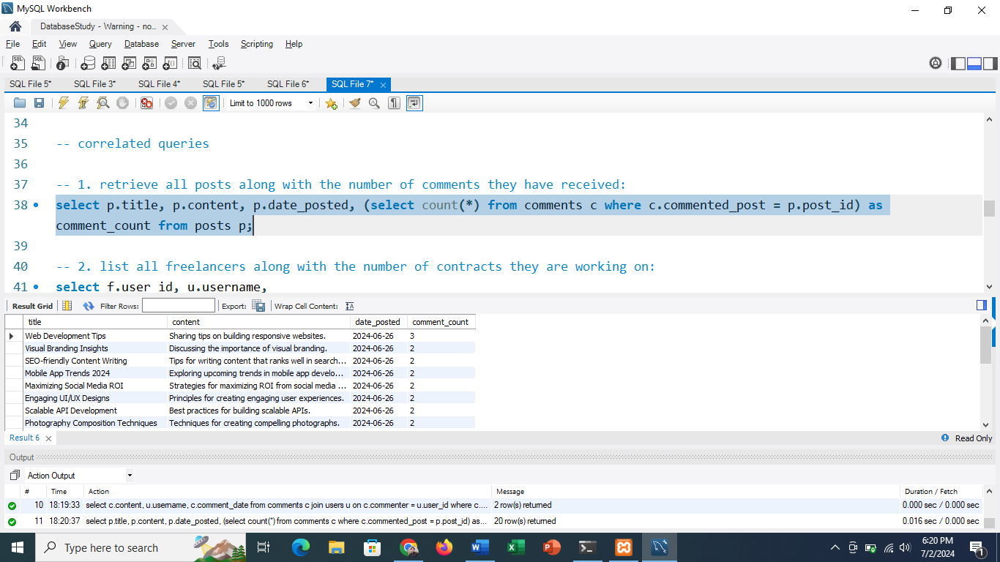 MySQL Workbench
DatabaseStudy - Warning - no...
File Edit View Query Database Server Tools Scripting Help
SQL File 5* SQL File 3* SQL File 4* SQL File 5* SQL File 6* SQL File 7*
Limit to 1000 rows
34
35 -- correlated queries
36
37 -- 1. retrieve all posts along with the number of comments they have received:
38 select p.title, p.content, p.date_posted, (select count(*) from comments c where c.commented_post = p.post_id) as
comment_count from posts p;
39
40 -- 2. list all freelancers along with the number of contracts they are working on:
41 select f.user_id, u.username,
Result Grid Filter Rows: Export: Wrap Cell Content:
title content date_posted comment_count
Web Development Tips Sharing tips on building responsive websites. 2024-06-26 3
Visual Branding Insights Discussing the importance of visual branding. 2024-06-26 2
SEO-friendly Content Writing Tips for writing content that ranks well in search... 2024-06-26 2
Mobile App Trends 2024 Exploring upcoming trends in mobile app develo... 2024-06-26 2
Maximizing Social Media ROI Strategies for maximizing ROI from social media ... 2024-06-26 2
Engaging UI/UX Designs Principles for creating engaging user experiences. 2024-06-26 2
Scalable API Development Best practices for building scalable APIs. 2024-06-26 2
Photography Composition Techniques Techniques for creating compelling photographs. 2024-06-26 2
Result 6 Read Only
Output
Action Output
# Time Action Message Duration / Fetch
10 18:19:33 select c.content, u.username, c.comment_date from comments c join users u on c.commenter = u.user_id where c.... 2 row(s) returned 0.000 sec / 0.000 sec
11 18:20:37 select p.title, p.content, p.date_posted, (select count(*) from comments c where c.commented_post = p.post_id) as... 20 row(s) returned 0.016 sec / 0.000 sec
Type here to search
6:20 PM
7/2/2024
1